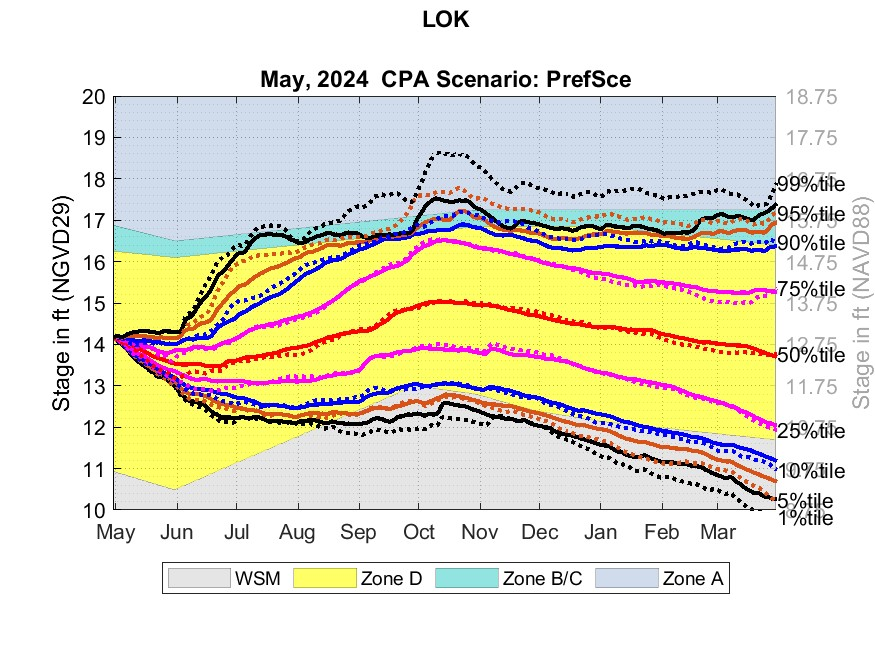 LOK
May, 2024 CPA Scenario: PrefSce
20 18.75
19 17.75
18 99%tile
17 95%tile
90%tile
16 14.75
75%tile
15 13.75
14 12.75
50%tile
13 11.75
12
25%tile
11
10%tile
5%tile
10
1%tile
Stage in ft (NGVD29)
Stage in ft (NAVD88)
May Jun Jul Aug Sep Oct Nov Dec Jan Feb Mar
WSM Zone D Zone B/C Zone A